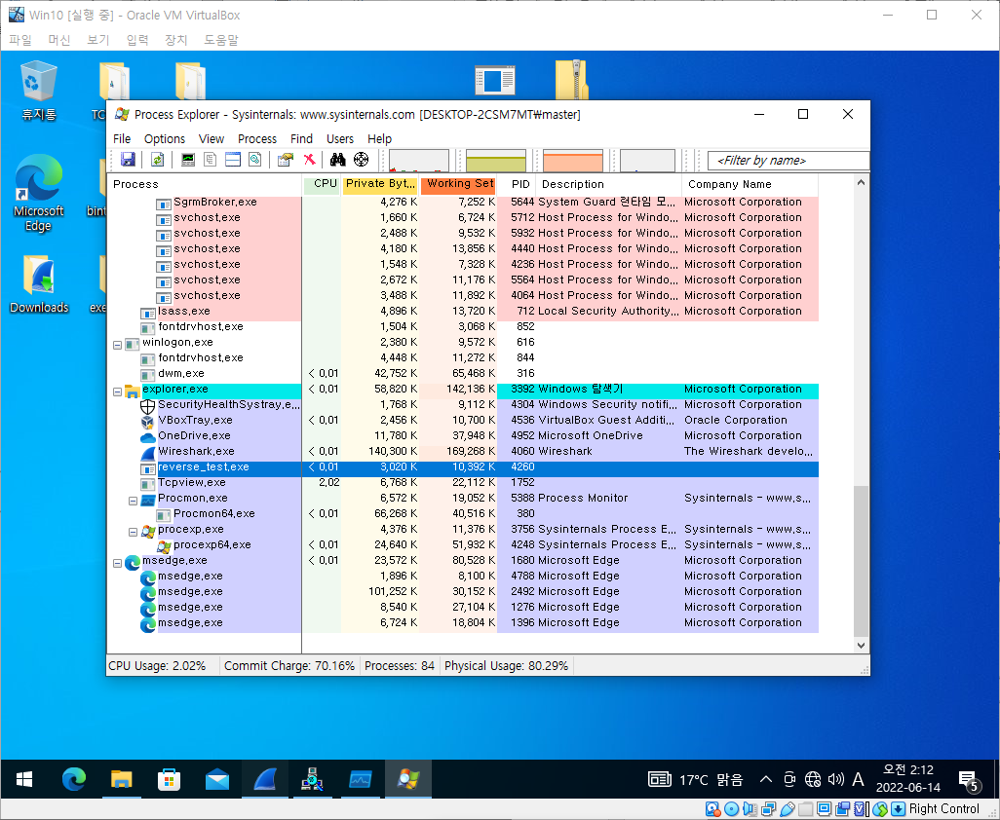 Win10 [실행 중] - Oracle VM VirtualBox
파일 머신 보기 입력 장치 도움말
휴지통
Process Explorer - Sysinternals: www.sysinternals.com [DESKTOP-2CSM7MT₩master]
File Options View Process Find Users Help
<Filter by name>
Process CPU Private Byt,,, Working Set PID Description Company Name
SgrmBroker,exe 4,276 K 7,252 K 5644 System Guard 런타임 모,,, Microsoft Corporation
svchost,exe 1,660 K 6,724 K 5712 Host Process for Windo,,, Microsoft Corporation
svchost,exe 2,488 K 9,532 K 5932 Host Process for Windo,,, Microsoft Corporation
svchost,exe 4,180 K 13,856 K 4440 Host Process for Windo,,, Microsoft Corporation
svchost,exe 1,548 K 7,328 K 4236 Host Process for Windo,,, Microsoft Corporation
svchost,exe 2,672 K 11,176 K 5564 Host Process for Windo,,, Microsoft Corporation
svchost,exe 3,488 K 11,892 K 4064 Host Process for Windo,,, Microsoft Corporation
lsass,exe 4,896 K 13,720 K 712 Local Security Authority,,, Microsoft Corporation
fontdrvhost,exe 1,504 K 3,068 K 852
winlogon,exe 2,380 K 9,572 K 616
fontdrvhost,exe 4,448 K 11,272 K 844
dwm,exe < 0,01 42,752 K 65,468 K 316
explorer,exe < 0,01 58,820 K 142,136 K 3392 Windows 탐색기 Microsoft Corporation
SecurityHealthSystray,e,,, 1,768 K 9,112 K 4304 Windows Security notifi,,, Microsoft Corporation
VBoxTray,exe < 0,01 2,456 K 10,700 K 4536 VirtualBox Guest Additi,,, Oracle Corporation
OneDrive,exe 11,780 K 37,948 K 4952 Microsoft OneDrive Microsoft Corporation
Wireshark,exe < 0,01 140,300 K 169,268 K 4060 Wireshark The Wireshark develo,,,
reverse_test,exe < 0,01 3,020 K 10,392 K 4260
Tcpview,exe 2,02 6,768 K 22,112 K 1752
Procmon,exe 6,572 K 19,052 K 5388 Process Monitor Sysinternals - www,s,,,
Procmon64,exe < 0,01 66,268 K 40,516 K 380
procexp,exe 4,376 K 11,376 K 3756 Sysinternals Process E,,, Sysinternals - www,s,,,
procexp64,exe < 0,01 24,640 K 51,932 K 4248 Sysinternals Process E,,, Sysinternals - www,s,,,
msedge,exe < 0,01 23,572 K 80,528 K 1680 Microsoft Edge Microsoft Corporation
msedge,exe 1,896 K 8,100 K 4788 Microsoft Edge Microsoft Corporation
msedge,exe 101,252 K 30,152 K 2492 Microsoft Edge Microsoft Corporation
msedge,exe 8,540 K 27,104 K 1276 Microsoft Edge Microsoft Corporation
msedge,exe 6,724 K 18,804 K 1396 Microsoft Edge Microsoft Corporation
CPU Usage: 2.02% Commit Charge: 70.16% Processes: 84 Physical Usage: 80.29%
Microsoft
Edge
Downloads
17°C 맑음 A 오전 2:12
2022-06-14
5
Right Control